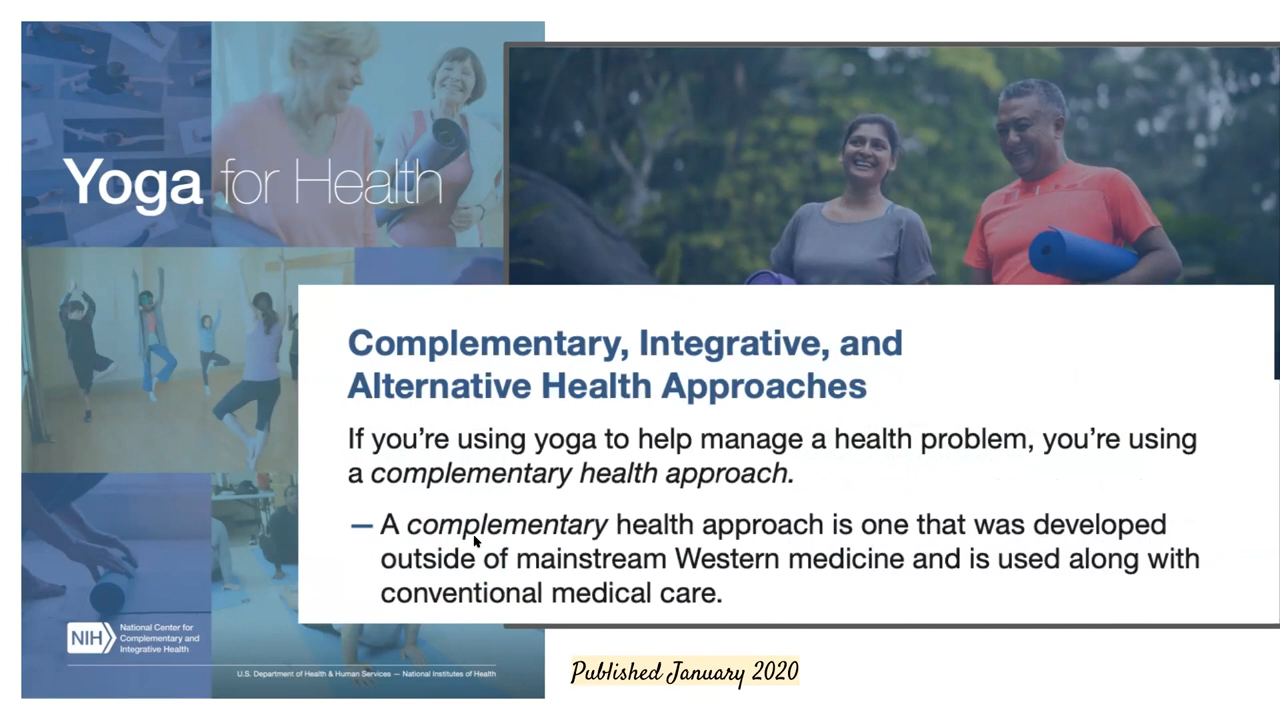 Yoga for Health
Complementary, Integrative, and
Alternative Health Approaches
If you're using yoga to help manage a health problem, you're using
a complementary health approach.
— A complementary health approach is one that was developed
outside of mainstream Western medicine and is used along with
conventional medical care.
NIH
National Center for
Complementary and
Integrative Health
U.S. Department of Health & Human Services — National Institutes of Health
Published January 2020